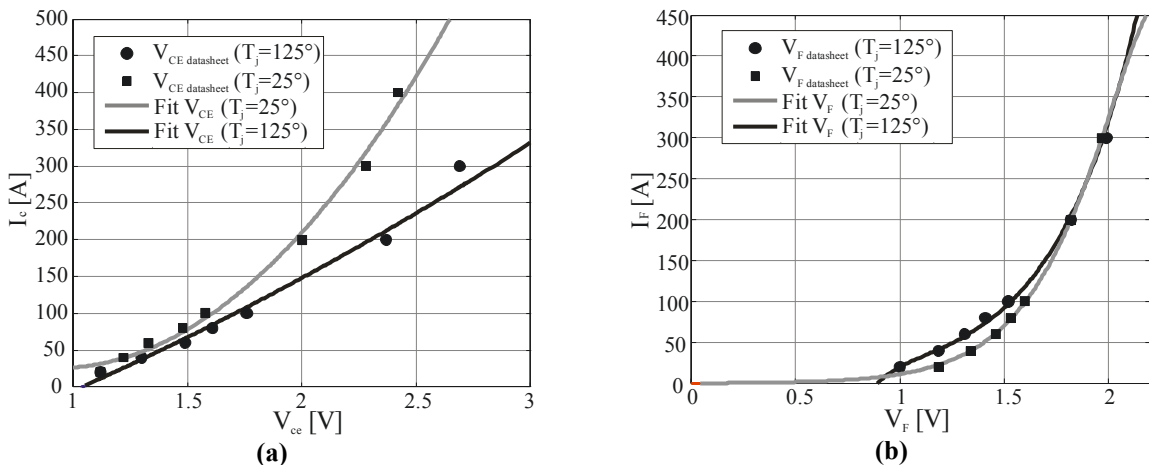 500
450
400
350
300
250
200
150
100
50
0
I_c [A]
V_CE datasheet (T_j=125°)
V_CE datasheet (T_j=25°)
Fit V_CE (T_j=25°)
Fit V_CE (T_j=125°)
1
1.5
2
2.5
3
V_ce [V]
(a)
450
400
350
300
250
200
150
100
50
0
I_F [A]
V_F datasheet (T_j=125°)
V_F datasheet (T_j=25°)
Fit V_F (T_j=25°)
Fit V_F (T_j=125°)
0
0.5
1
1.5
2
V_F [V]
(b)